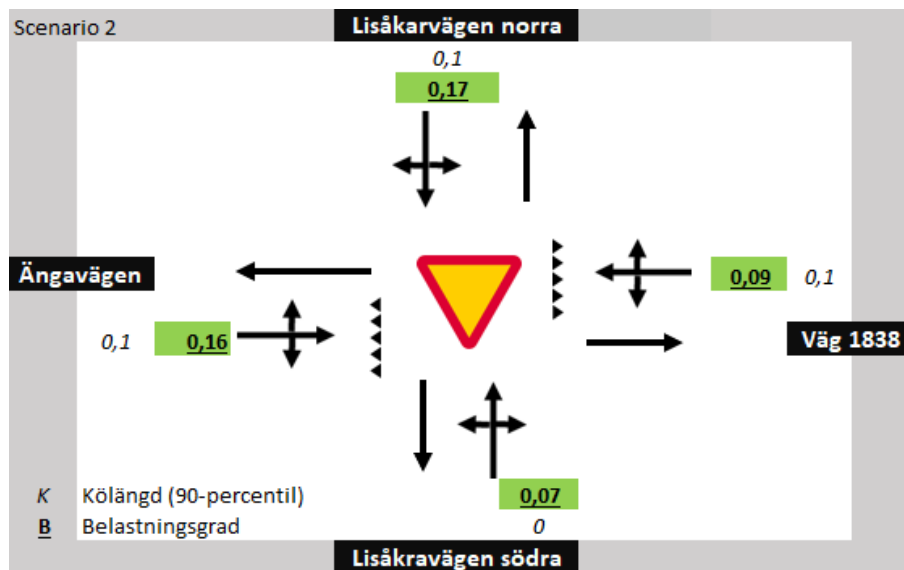 Scenario 2
Lisåkarvägen norra
0,1
0,17
Ängavägen
0,09 0,1
0,1 0,16
Väg 1838
K Kölängd (90-percentil)
0,07
B Belastningsgrad
0
Lisåkravägen södra